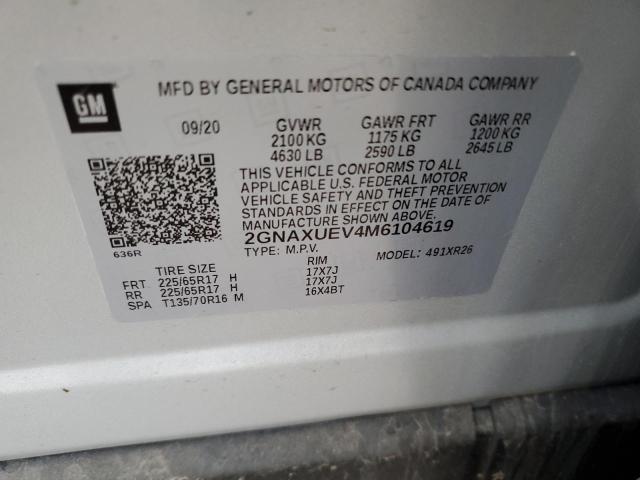 GM
MFD BY GENERAL MOTORS OF CANADA COMPANY
09/20 GVWR GAWR FRT GAWR RR
2100 KG 1175 KG 1200 KG
4630 LB 2590 LB 2645 LB
THIS VEHICLE CONFORMS TO ALL
APPLICABLE U.S. FEDERAL MOTOR
VEHICLE SAFETY AND THEFT PREVENTION
STANDARDS IN EFFECT ON THE DATE OF
MANUFACTURE SHOWN ABOVE.
2GNAXUEV4M6104619
636R TYPE: M.P.V. MODEL: 491XR26
TIRE SIZE RIM
FRT 225/65R17 H 17X7J
RR 225/65R17 H 17X7J
SPA T135/70R16 M 16X4BT